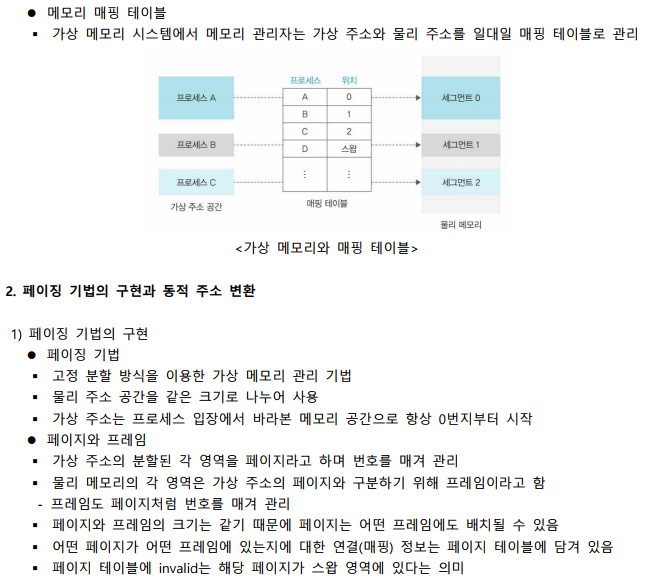 ● 메모리 매핑 테이블
▪ 가상 메모리 시스템에서 메모리 관리자는 가상 주소와 물리 주소를 일대일 매핑 테이블로 관리
프로세스 위치
프로세스 A A 0 세그먼트 0
B 1
프로세스 B C 2 세그먼트 1
D 스왑
프로세스 C ⋮ ⋮ 세그먼트 2
가상 주소 공간 매핑 테이블
물리 메모리
<가상 메모리와 매핑 테이블>
2. 페이징 기법의 구현과 동적 주소 변환
1) 페이징 기법의 구현
● 페이징 기법
▪ 고정 분할 방식을 이용한 가상 메모리 관리 기법
▪ 물리 주소 공간을 같은 크기로 나누어 사용
▪ 가상 주소는 프로세스 입장에서 바라본 메모리 공간으로 항상 0번지부터 시작
● 페이지와 프레임
▪ 가상 주소의 분할된 각 영역을 페이지라고 하며 번호를 매겨 관리
▪ 물리 메모리의 각 영역은 가상 주소의 페이지와 구분하기 위해 프레임이라고 함
- 프레임도 페이지처럼 번호를 매겨 관리
▪ 페이지와 프레임의 크기는 같기 때문에 페이지는 어떤 프레임에도 배치될 수 있음
▪ 어떤 페이지가 어떤 프레임에 있는지에 대한 연결(매핑) 정보는 페이지 테이블에 담겨 있음
▪ 페이지 테이블에 invalid는 해당 페이지가 스왑 영역에 있다는 의미